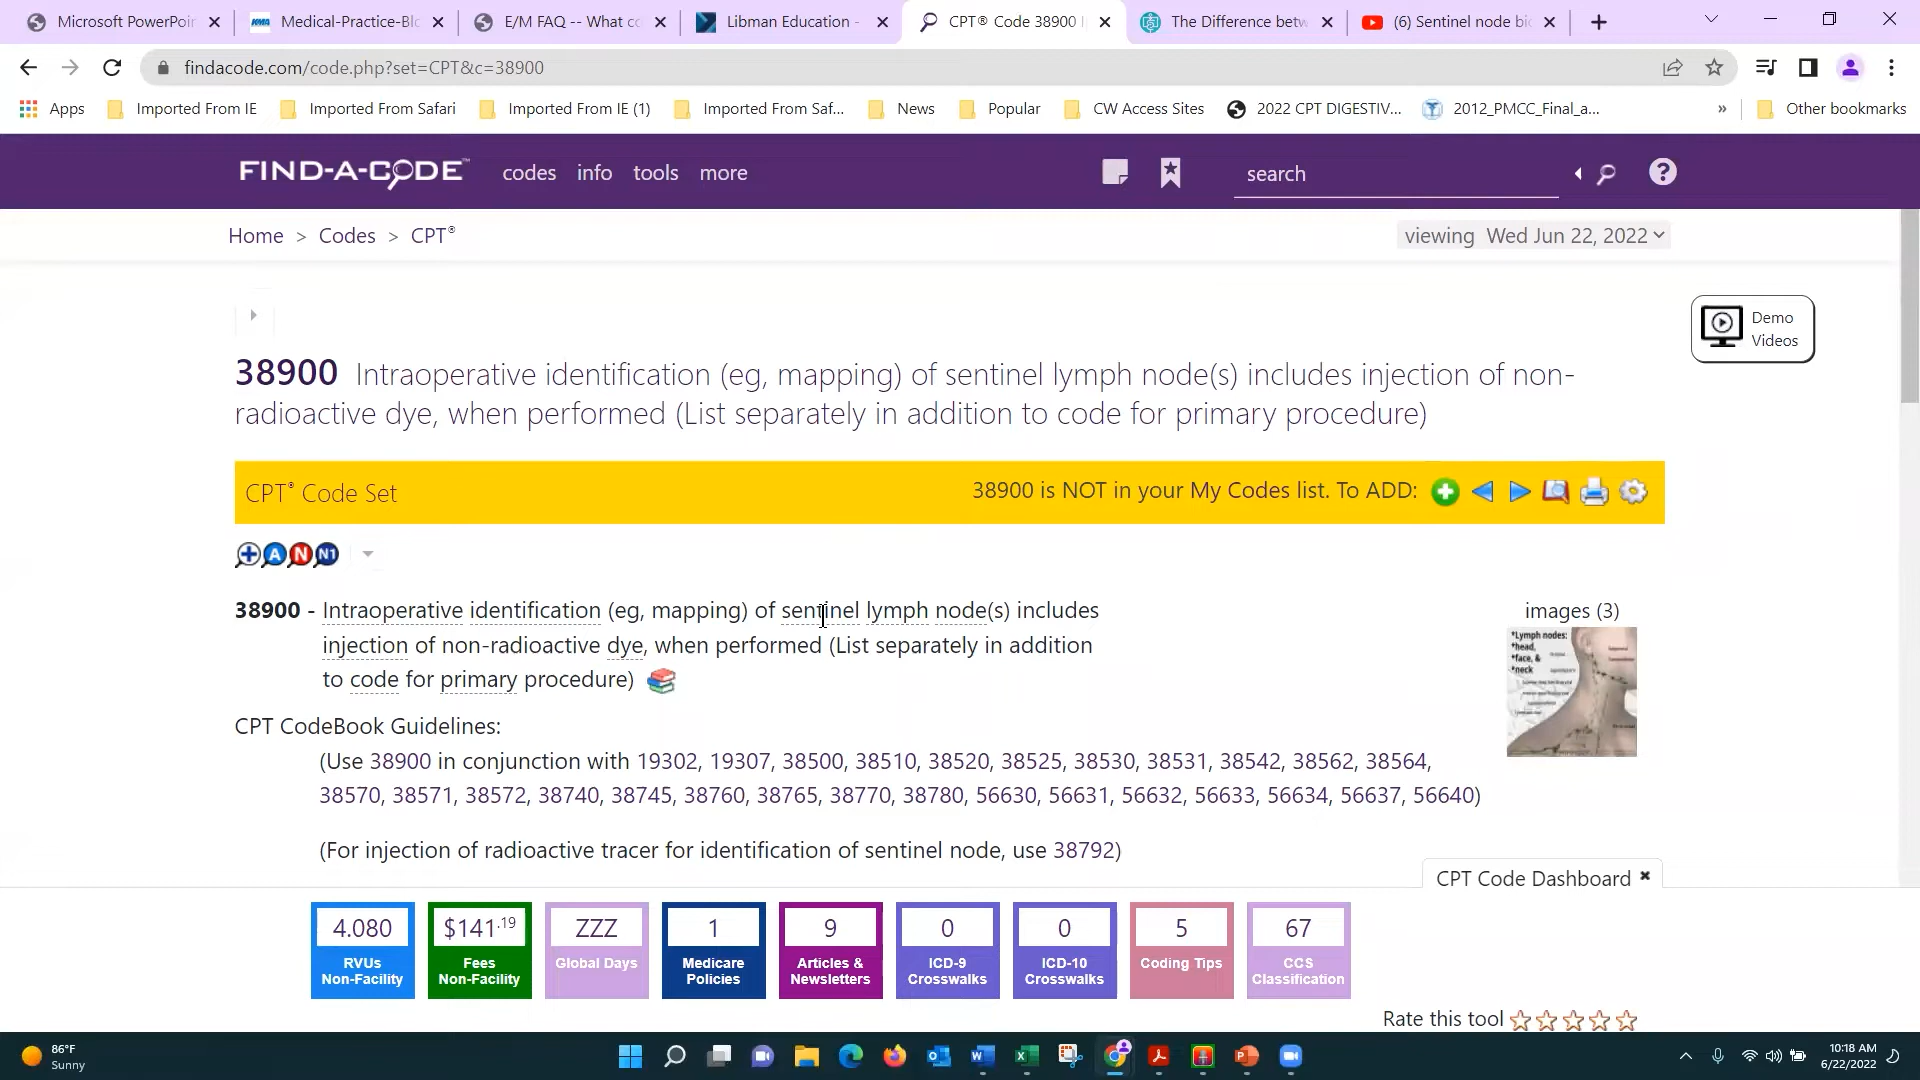 Microsoft PowerPoin
Medical-Practice-Blo
E/M FAQ -- What co
Libman Education -
CPT® Code 38900 I
The Difference betw
(6) Sentinel node bio
findacode.com/code.php?set=CPT&c=38900
Apps
Imported From IE
Imported From Safari
Imported From IE (1)
Imported From Saf...
News
Popular
CW Access Sites
2022 CPT DIGESTIV...
2012_PMCC_Final_a...
»
Other bookmarks
FIND-A-CODE™
codes info tools more
search
?
Home > Codes > CPT®
viewing Wed Jun 22, 2022
Demo
Videos
38900 Intraoperative identification (eg, mapping) of sentinel lymph node(s) includes injection of non-
radioactive dye, when performed (List separately in addition to code for primary procedure)
CPT® Code Set
38900 is NOT in your My Codes list. To ADD:
A N N1
38900 - Intraoperative identification (eg, mapping) of sentinel lymph node(s) includes
injection of non-radioactive dye, when performed (List separately in addition
to code for primary procedure)
images (3)
*Lymph nodes:
*head,
*face, &
*neck
CPT CodeBook Guidelines:
(Use 38900 in conjunction with 19302, 19307, 38500, 38510, 38520, 38525, 38530, 38531, 38542, 38562, 38564,
38570, 38571, 38572, 38740, 38745, 38760, 38765, 38770, 38780, 56630, 56631, 56632, 56633, 56634, 56637, 56640)
(For injection of radioactive tracer for identification of sentinel node, use 38792)
CPT Code Dashboard
4.080
RVUs
Non-Facility
$141.19
Fees
Non-Facility
ZZZ
Global Days
1
Medicare
Policies
9
Articles &
Newsletters
0
ICD-9
Crosswalks
0
ICD-10
Crosswalks
5
Coding Tips
67
CCS
Classification
Rate this tool
86°F
Sunny
10:18 AM
6/22/2022